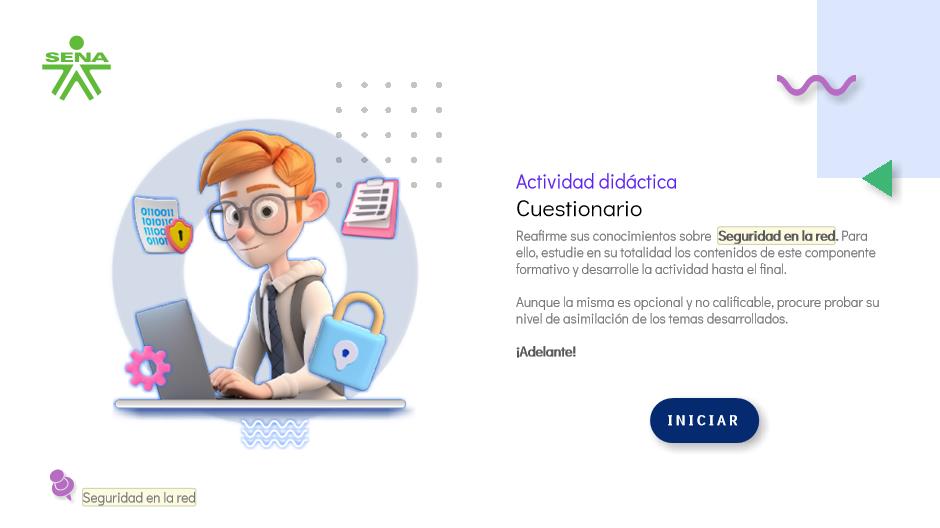 SENA
Actividad didáctica
Cuestionario
Reafirme sus conocimientos sobre Seguridad en la red. Para
ello, estudie en su totalidad los contenidos de este componente
formativo y desarrolle la actividad hasta el final.
Aunque la misma es opcional y no calificable, procure probar su
nivel de asimilación de los temas desarrollados.
¡Adelante!
INICIAR
Seguridad en la red